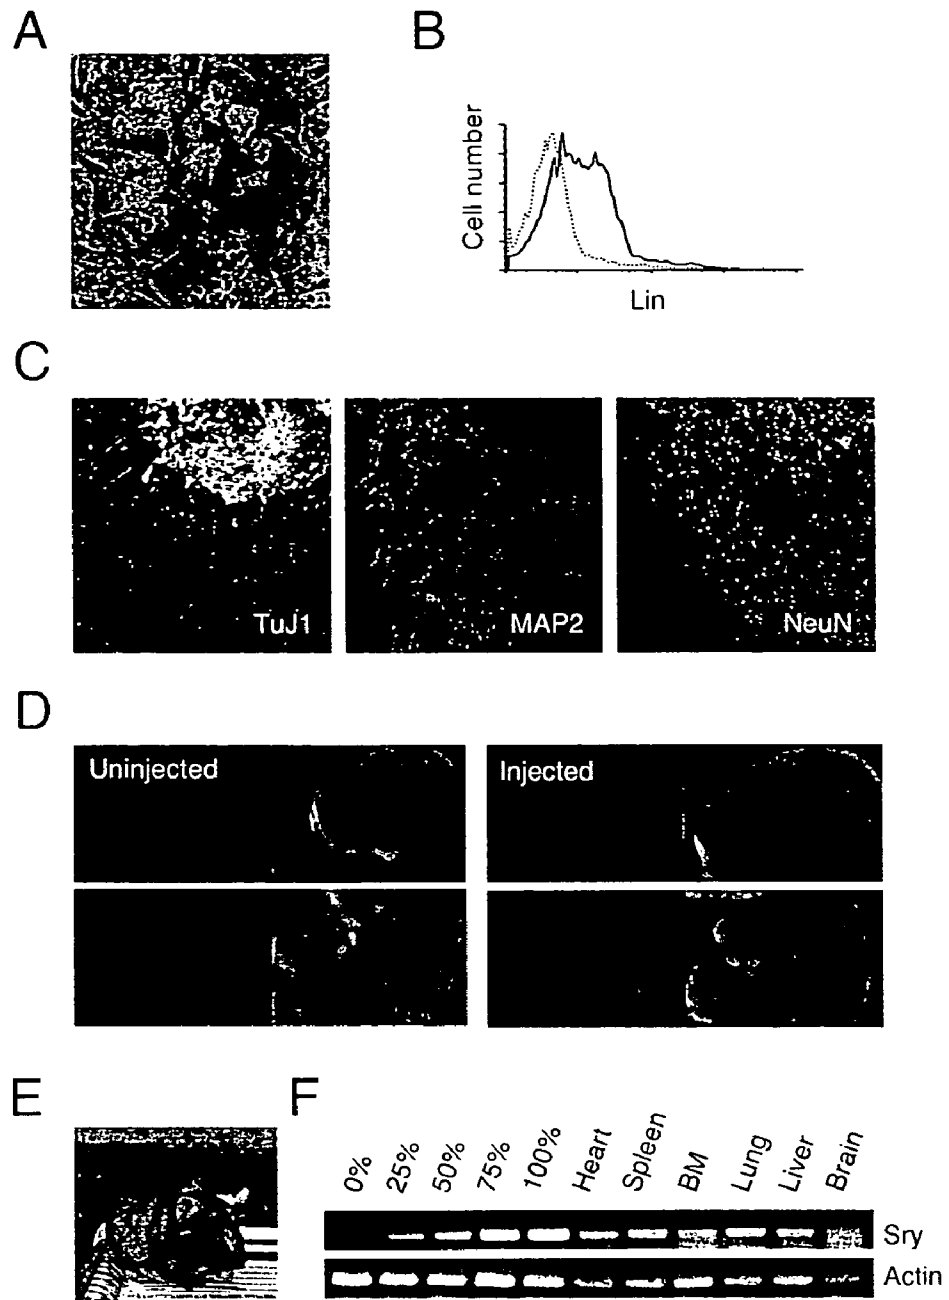 A
B
Cell number
Lin
C
TuJ1
MAP2
NeuN
D
Uninjected
Injected
E
F
0%
25%
50%
75%
100%
Heart
Spleen
BM
Lung
Liver
Brain
Sry
Actin